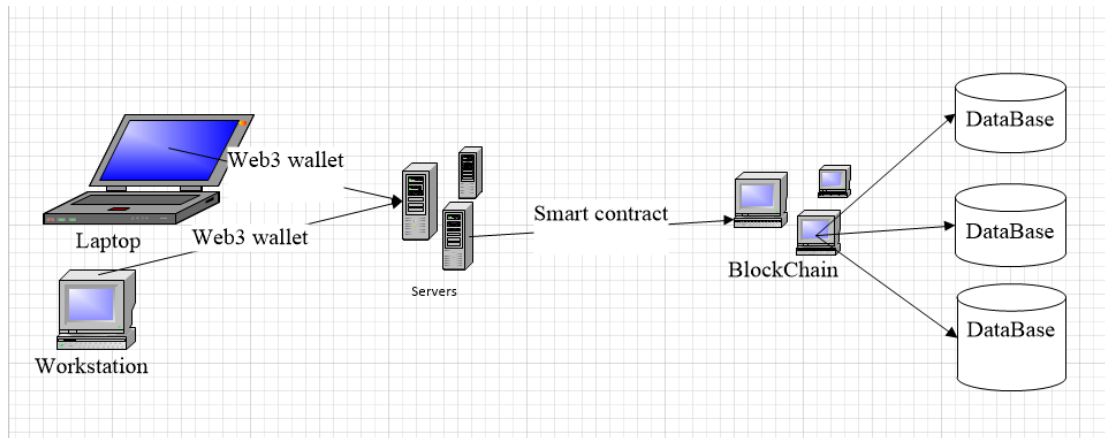 Web3 wallet
Laptop
Web3 wallet
Workstation
Servers
Smart contract
BlockChain
DataBase
DataBase
DataBase